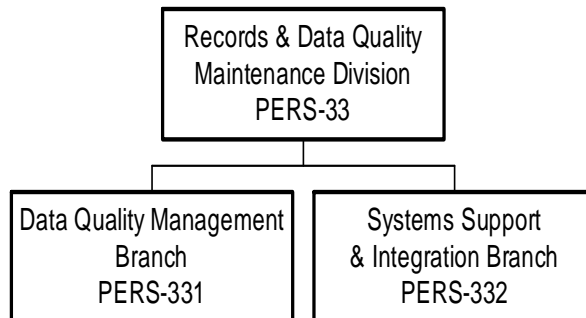 Records & Data Quality
Maintenance Division
PERS-33
Data Quality Management
Branch
PERS-331
Systems Support
& Integration Branch
PERS-332